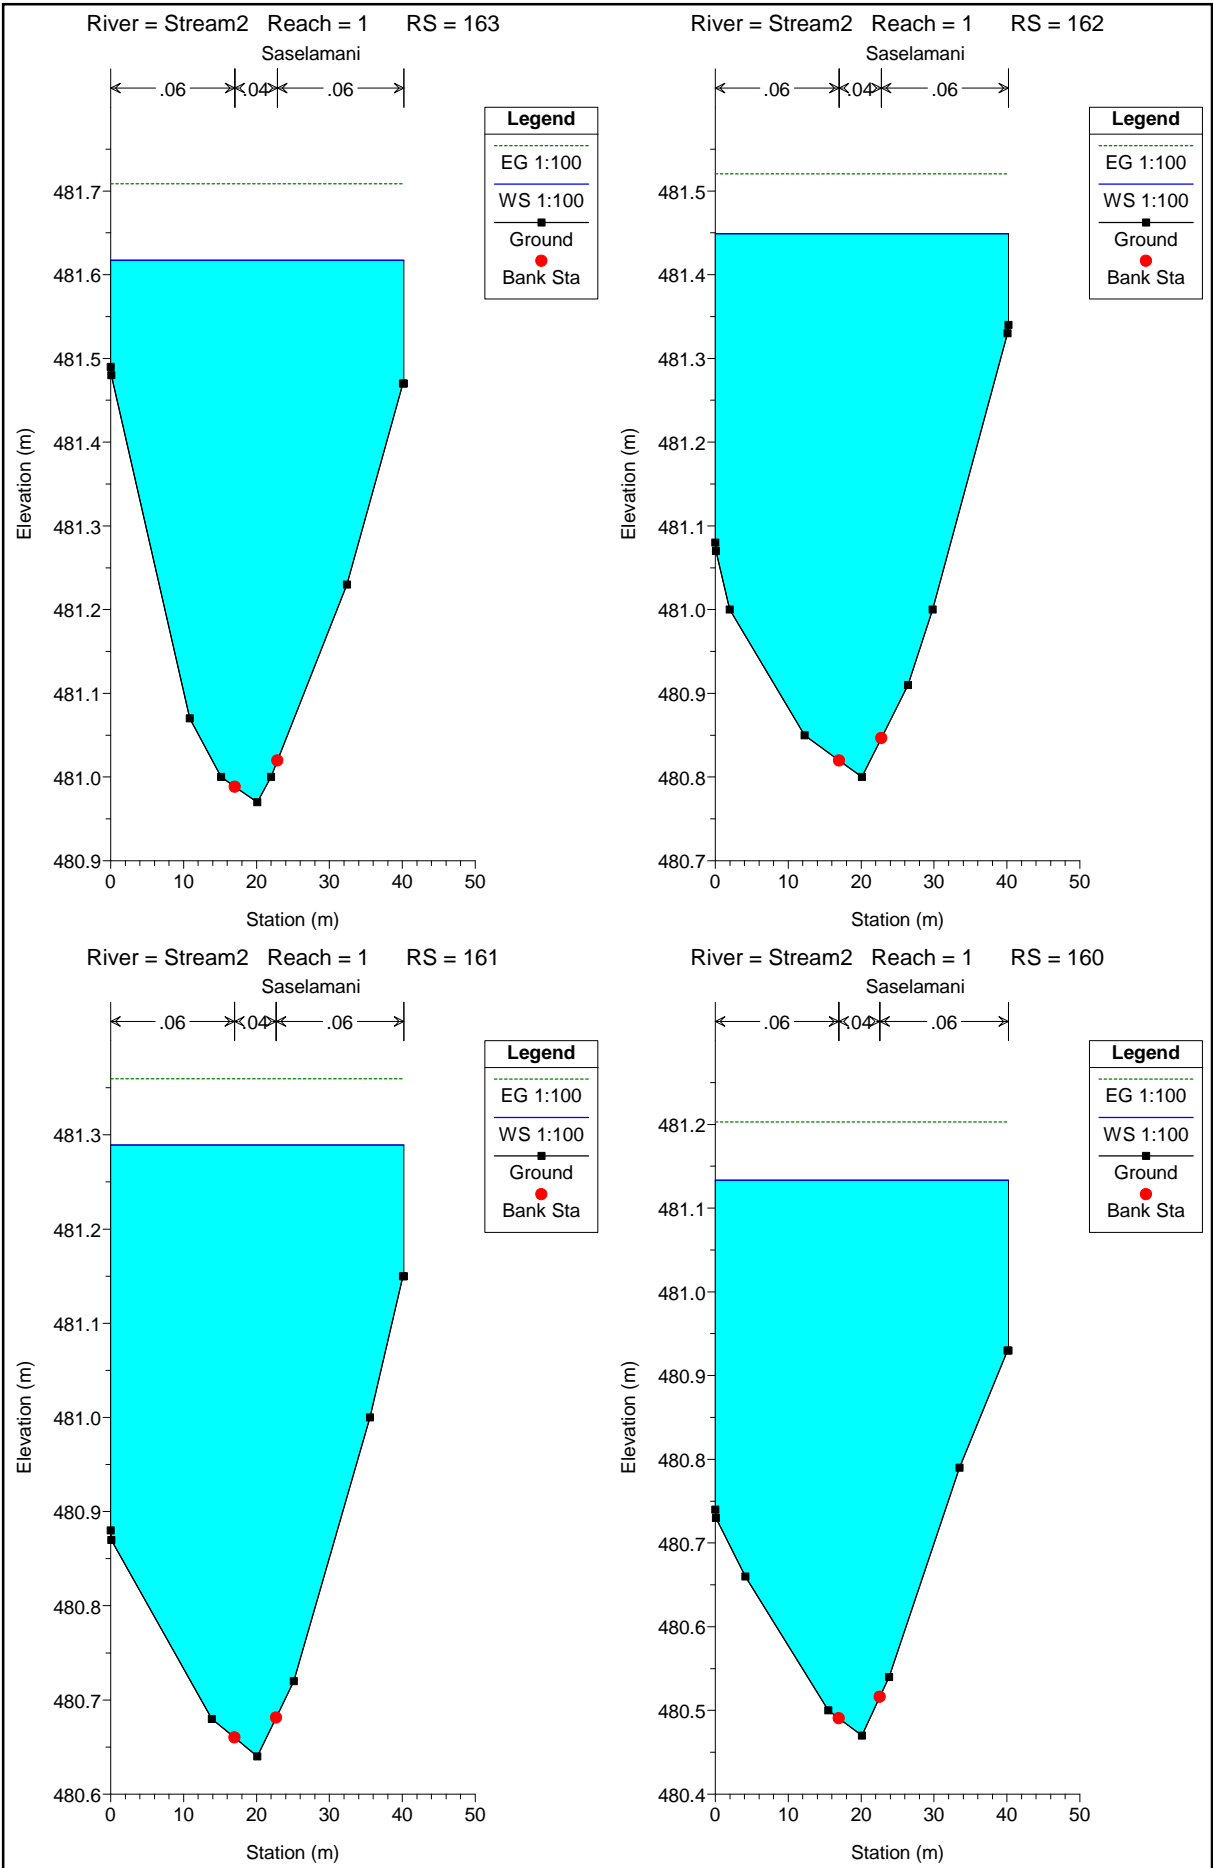 River = Stream2 Reach = 1 RS = 163
Saselamani
.06 .04 .06
Legend
EG 1:100
WS 1:100
Ground
Bank Sta
481.7
481.6
481.5
481.4
481.3
481.2
481.1
481.0
480.9
Elevation (m)
0 10 20 30 40 50
Station (m)
River = Stream2 Reach = 1 RS = 162
Saselamani
.06 .04 .06
Legend
EG 1:100
WS 1:100
Ground
Bank Sta
481.5
481.4
481.3
481.2
481.1
481.0
480.9
480.8
480.7
Elevation (m)
0 10 20 30 40 50
Station (m)
River = Stream2 Reach = 1 RS = 161
Saselamani
.06 .04 .06
Legend
EG 1:100
WS 1:100
Ground
Bank Sta
481.3
481.2
481.1
481.0
480.9
480.8
480.7
480.6
Elevation (m)
0 10 20 30 40 50
Station (m)
River = Stream2 Reach = 1 RS = 160
Saselamani
.06 .04 .06
Legend
EG 1:100
WS 1:100
Ground
Bank Sta
481.2
481.1
481.0
480.9
480.8
480.7
480.6
480.5
480.4
Elevation (m)
0 10 20 30 40 50
Station (m)